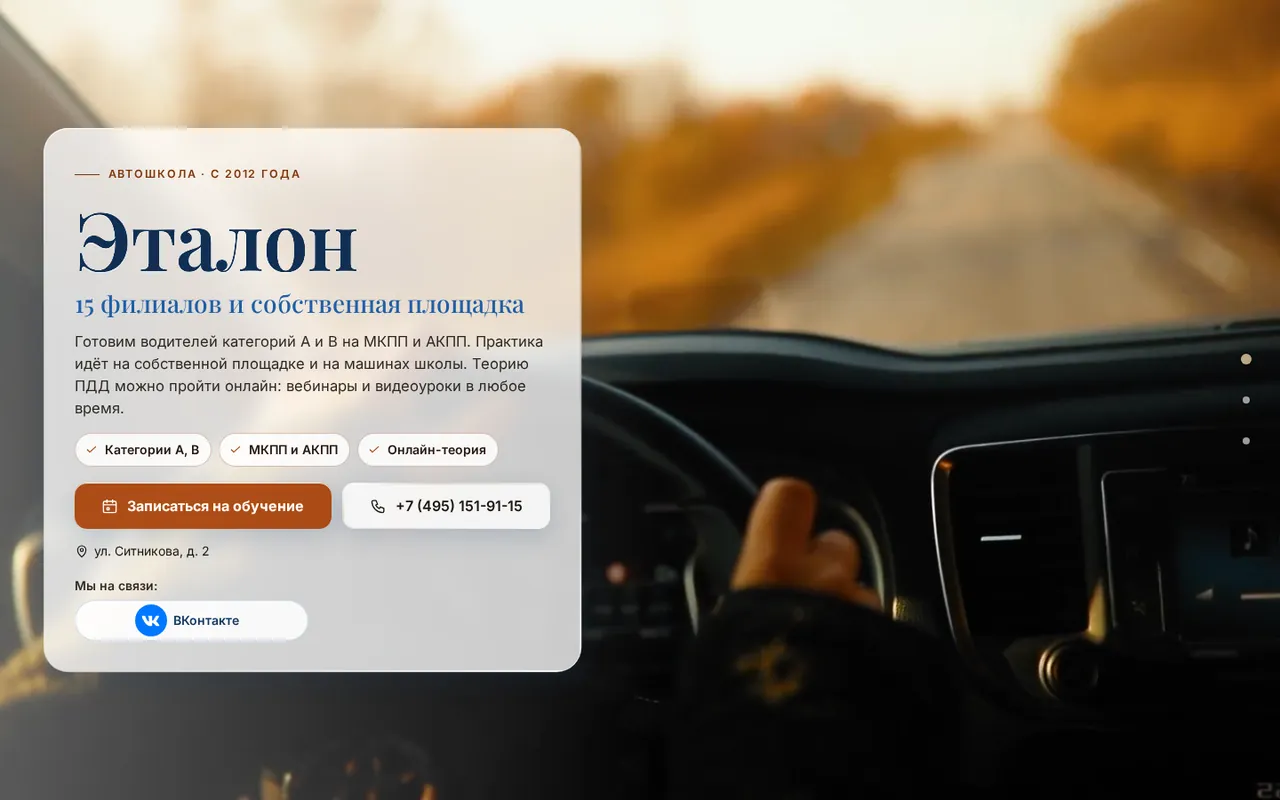 АВТОШКОЛА · С 2012 ГОДА
Эталон
15 филиалов и собственная площадка
Готовим водителей категорий А и В на МКПП и АКПП. Практика
идёт на собственной площадке и на машинах школы. Теорию
ПДД можно пройти онлайн: вебинары и видеоуроки в любое
время.
Категории А, В
МКПП и АКПП
Онлайн-теория
Записаться на обучение
+7 (495) 151-91-15
ул. Ситникова, д. 2
Мы на связи:
ВКонтакте